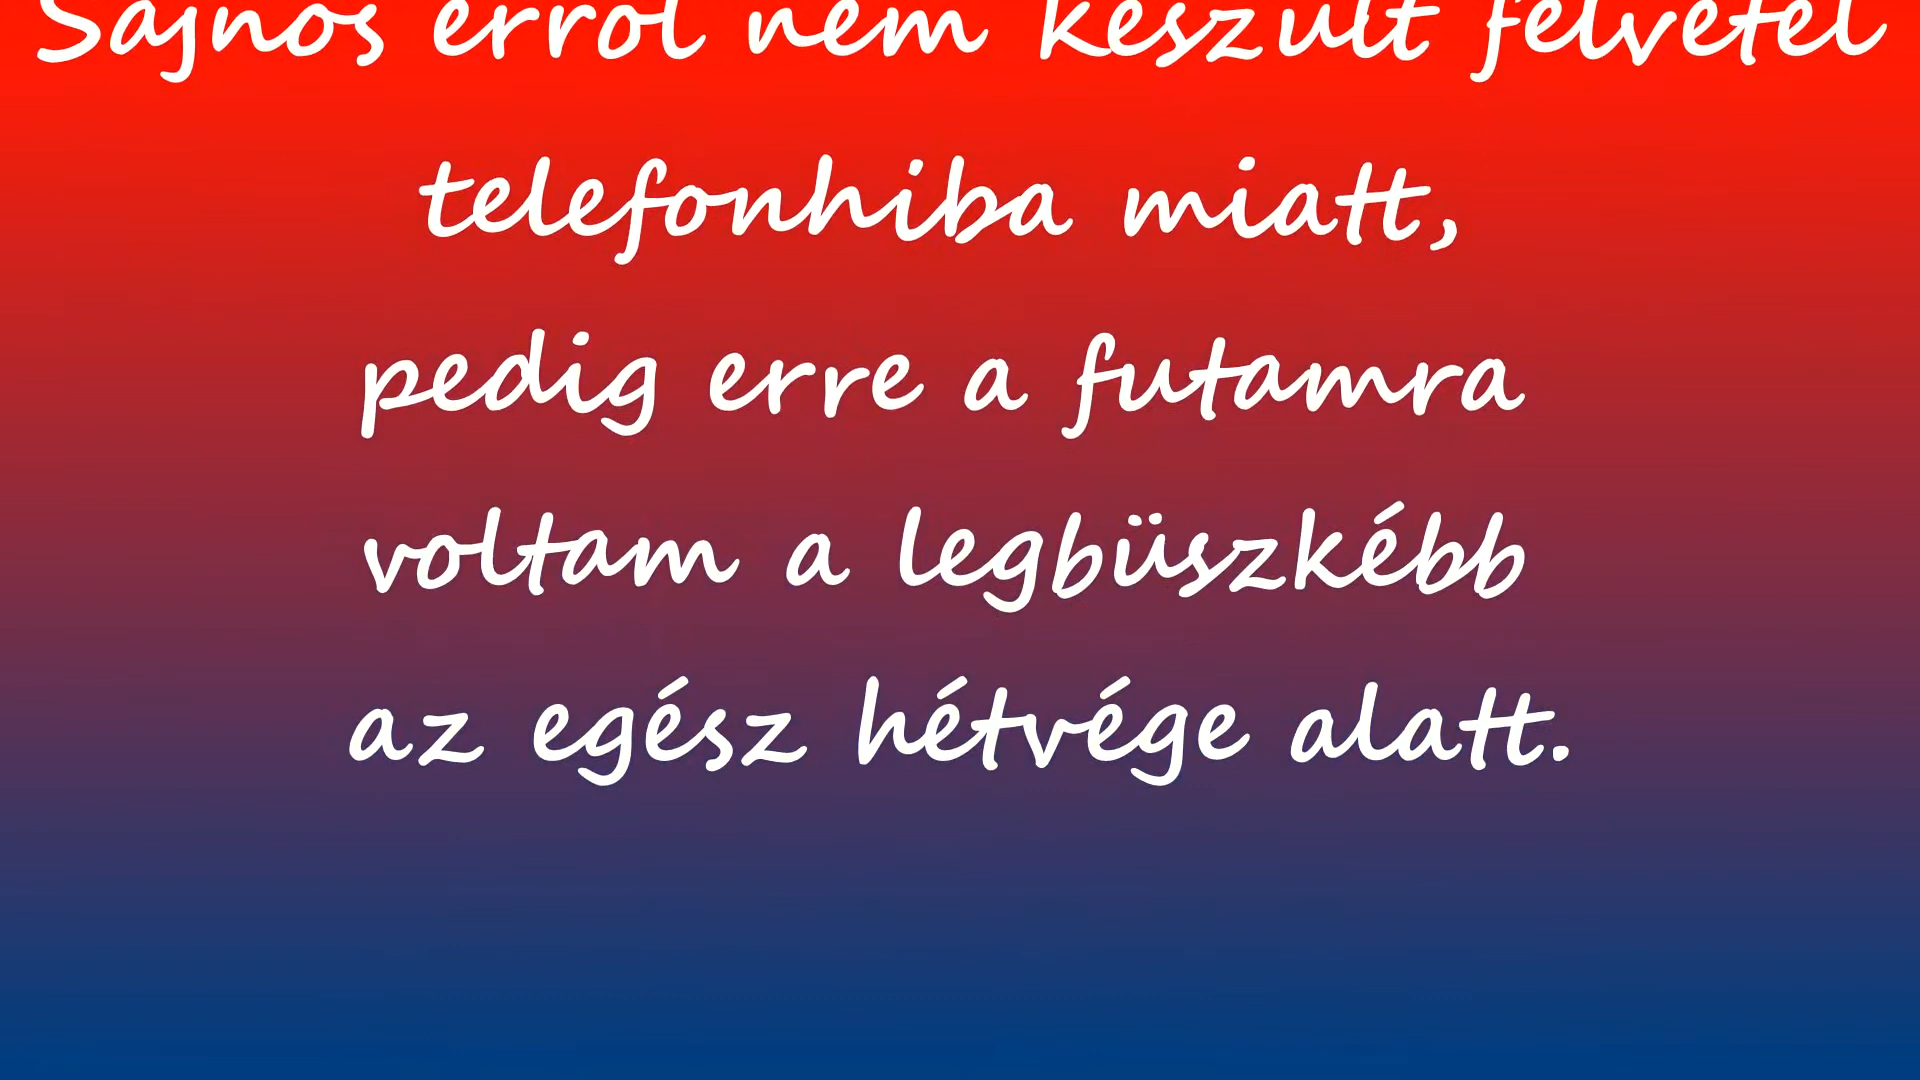 Sajnos erről nem készült felvétel
telefonhiba miatt,
pedig erre a futamra
voltam a legbüszkébb
az egész hétvége alatt.